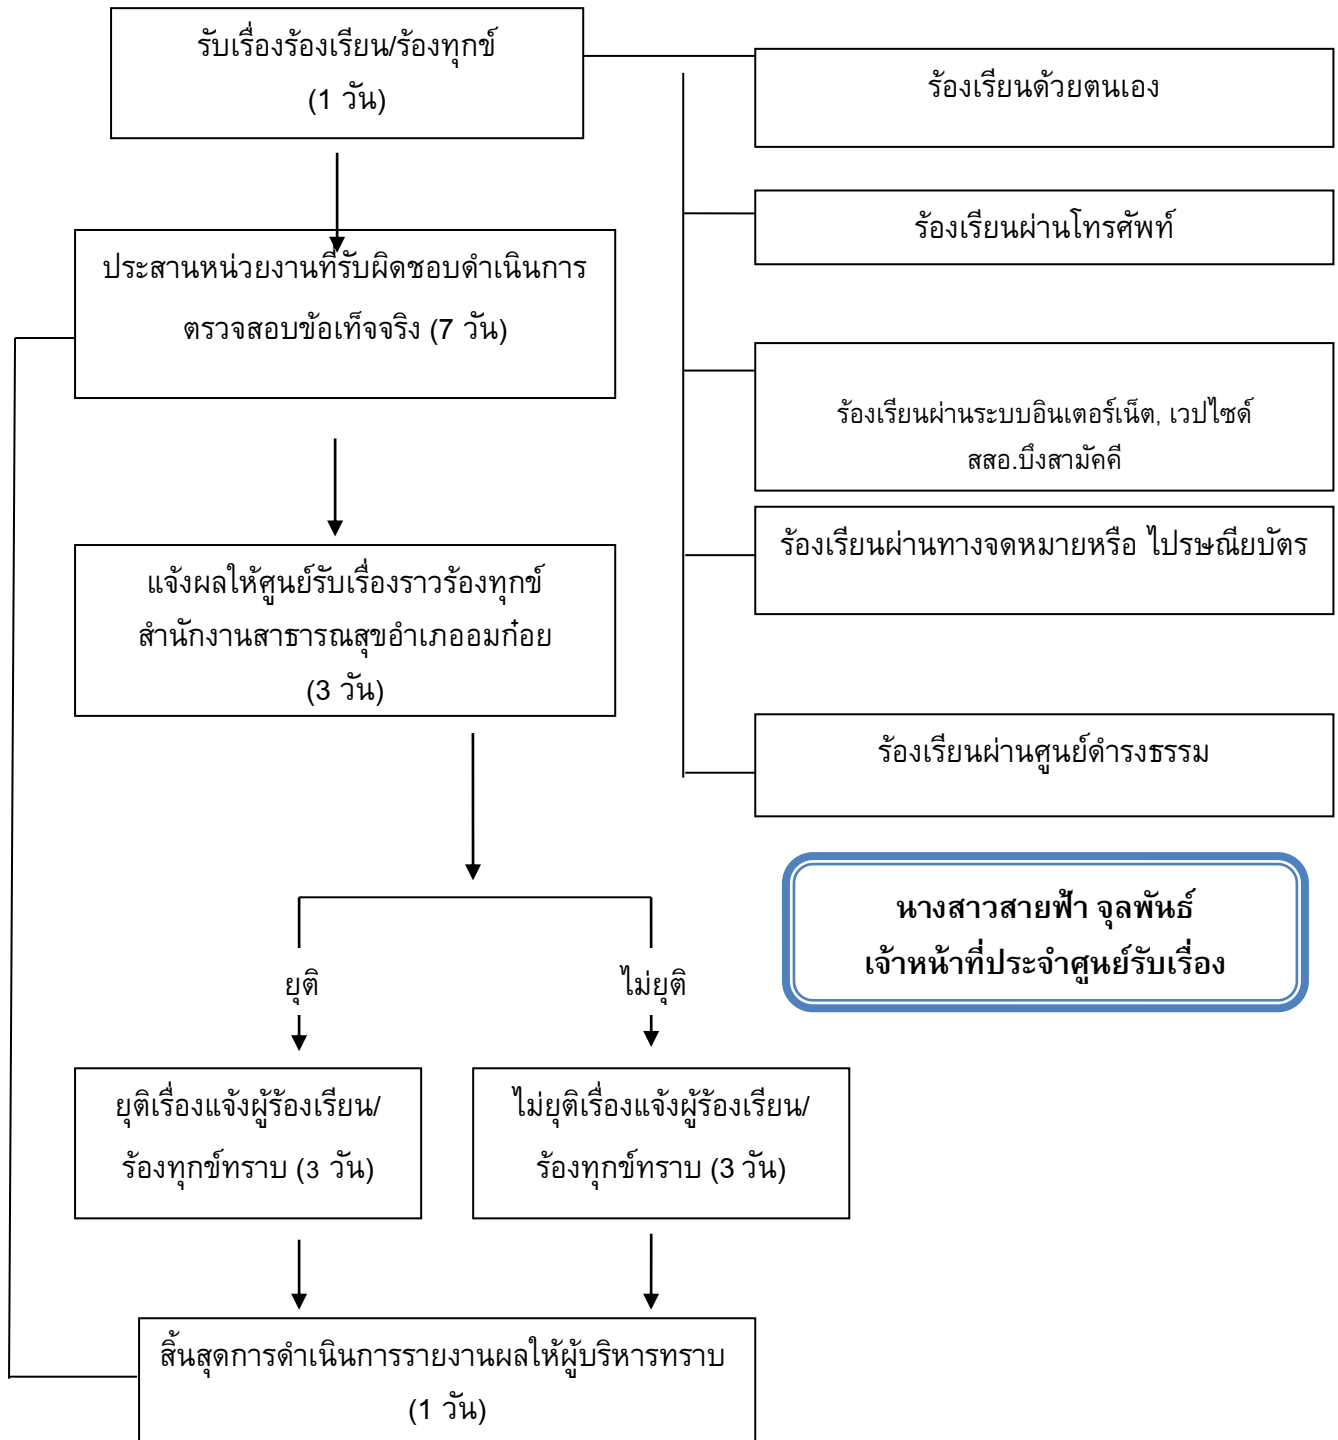 รับเรื่องร้องเรียน/ร้องทุกข์
(1 วัน)
ร้องเรียนด้วยตนเอง
ร้องเรียนผ่านโทรศัพท์
ประสานหน่วยงานที่รับผิดชอบดำเนินการ
ตรวจสอบข้อเท็จจริง (7 วัน)
ร้องเรียนผ่านระบบอินเตอร์เน็ต, เวปไซด์
สสอ.บึงสามัคคี
ร้องเรียนผ่านทางจดหมายหรือ ไปรษณียบัตร
แจ้งผลให้ศูนย์รับเรื่องราวร้องทุกข์
สำนักงานสาธารณสุขอำเภออมก๋อย
(3 วัน)
ร้องเรียนผ่านศูนย์ดำรงธรรม
นางสาวสายฟ้า จุลพันธ์
เจ้าหน้าที่ประจำศูนย์รับเรื่อง
ยุติ
ไม่ยุติ
ยุติเรื่องแจ้งผู้ร้องเรียน/
ร้องทุกข์ทราบ (3 วัน)
ไม่ยุติเรื่องแจ้งผู้ร้องเรียน/
ร้องทุกข์ทราบ (3 วัน)
สิ้นสุดการดำเนินการรายงานผลให้ผู้บริหารทราบ
(1 วัน)